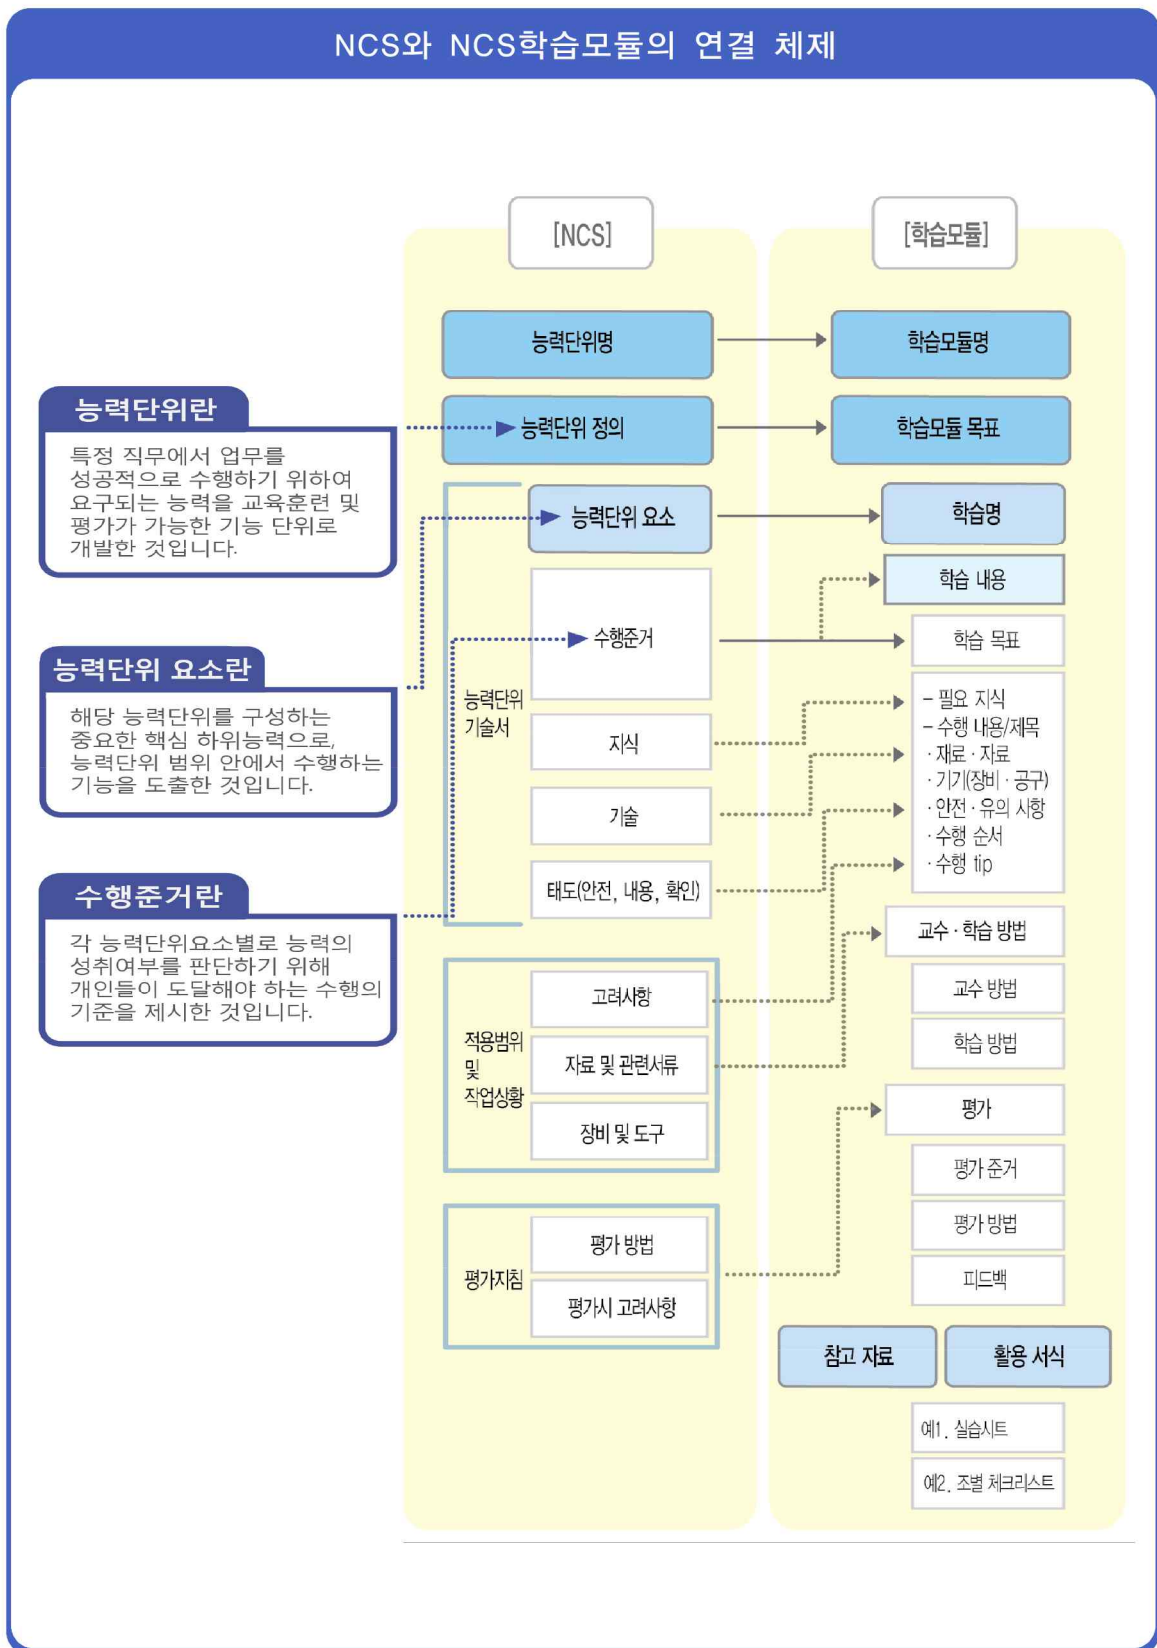 NCS와 NCS학습모듈의 연결 체제
[NCS]
[학습모듈]
능력단위명
학습모듈명
능력단위란
특정 직무에서 업무를
성공적으로 수행하기 위하여
요구되는 능력을 교육훈련 및
평가가 가능한 기능 단위로
개발한 것입니다.
능력단위 정의
학습모듈 목표
능력단위 요소
학습명
학습 내용
수행준거
학습 목표
능력단위 요소란
해당 능력단위를 구성하는
중요한 핵심 하위능력으로,
능력단위 범위 안에서 수행하는
기능을 도출한 것입니다.
능력단위
기술서
지식
기술
태도(안전, 내용, 확인)
- 필요 지식
- 수행 내용/제목
· 재료 · 자료
· 기기(장비 · 공구)
· 안전 · 유의 사항
· 수행 순서
· 수행 tip
수행준거란
각 능력단위요소별로 능력의
성취여부를 판단하기 위해
개인들이 도달해야 하는 수행의
기준을 제시한 것입니다.
교수 · 학습 방법
교수 방법
학습 방법
적용범위
및
작업상황
고려사항
자료 및 관련서류
장비 및 도구
평가
평가 준거
평가 방법
피드백
평가지침
평가 방법
평가시 고려사항
참고 자료
활용 서식
예1. 실습시트
예2. 조별 체크리스트